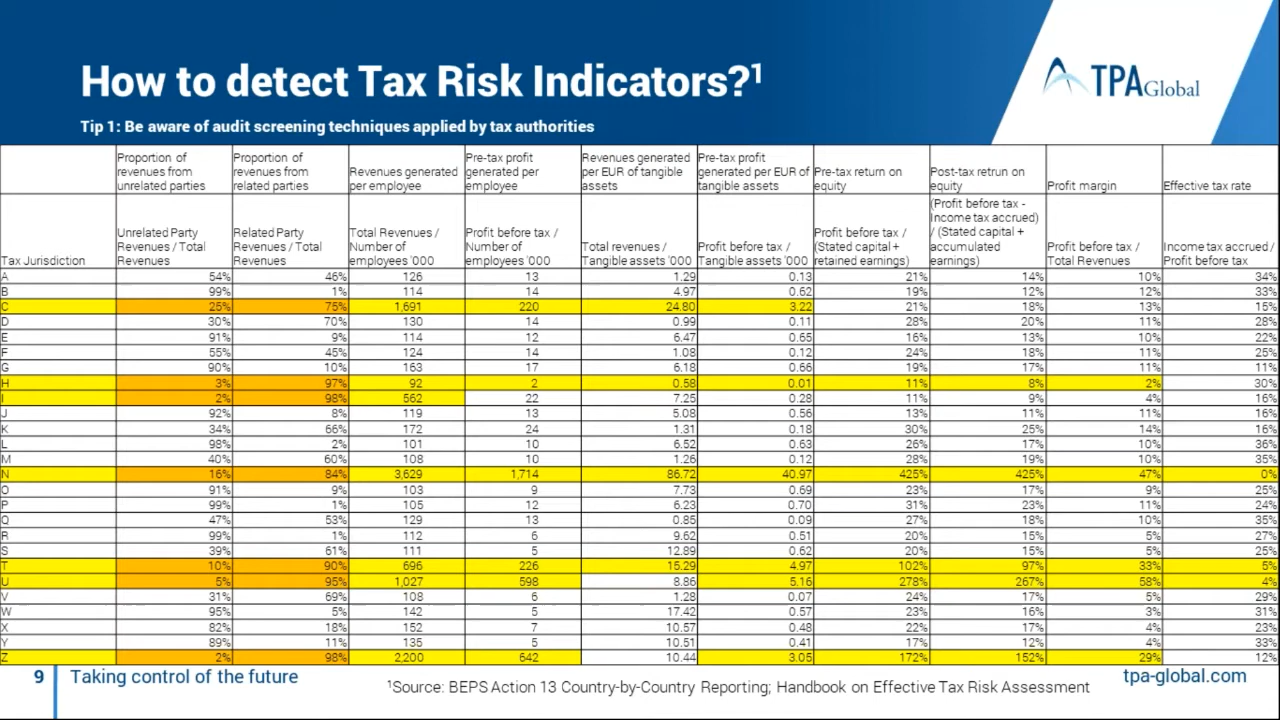 How to detect Tax Risk Indicators?¹
TPAGlobal
Tip 1: Be aware of audit screening techniques applied by tax authorities
Proportion of revenues from unrelated parties | Proportion of revenues from related parties | Revenues generated per employee | Pre-tax profit generated per employee | Revenues generated per EUR of tangible assets | Pre-tax profit generated per EUR of tangible assets | Pre-tax return on equity | Post-tax retrun on equity | Profit margin | Effective tax rate
Tax Jurisdiction | Unrelated Party Revenues / Total Revenues | Related Party Revenues / Total Revenues | Total Revenues / Number of employees '000 | Profit before tax / Number of employees '000 | Total revenues / Tangible assets '000 | Profit before tax / Tangible assets '000 | Profit before tax / (Stated capital + retained earnings) | (Profit before tax - Income tax accrued) / (Stated capital + accumulated earnings) | Profit before tax / Total Revenues | Income tax accrued / Profit before tax
A 54% 46% 126 13 1.29 0.13 21% 14% 10% 34%
B 99% 1% 114 14 4.97 0.62 19% 12% 12% 33%
C 25% 75% 1,691 220 24.80 3.22 21% 18% 13% 15%
D 30% 70% 130 14 0.99 0.11 28% 20% 11% 28%
E 91% 9% 114 12 6.47 0.65 16% 13% 10% 22%
F 55% 45% 124 14 1.08 0.12 24% 18% 11% 25%
G 90% 10% 163 17 6.18 0.66 19% 17% 11% 11%
H 3% 97% 92 2 0.58 0.01 11% 8% 2% 30%
I 2% 98% 562 22 7.25 0.28 11% 9% 4% 16%
J 92% 8% 119 13 5.08 0.56 13% 11% 11% 16%
K 34% 66% 172 24 1.31 0.18 30% 25% 14% 16%
L 98% 2% 101 10 6.52 0.63 26% 17% 10% 36%
M 40% 60% 108 10 1.26 0.12 28% 19% 10% 35%
N 16% 84% 3,629 1,714 86.72 40.97 425% 425% 47% 0%
O 91% 9% 103 9 7.73 0.69 23% 17% 9% 25%
P 99% 1% 105 12 6.23 0.70 31% 23% 11% 24%
Q 47% 53% 129 13 0.85 0.09 27% 18% 10% 35%
R 99% 1% 112 6 9.62 0.51 20% 15% 5% 27%
S 39% 61% 111 5 12.89 0.62 20% 15% 5% 25%
T 10% 90% 696 226 15.29 4.97 102% 97% 33% 5%
U 5% 95% 1,027 598 8.86 5.16 278% 267% 58% 4%
V 31% 69% 108 6 1.28 0.07 24% 17% 5% 29%
W 95% 5% 142 5 17.42 0.57 23% 16% 3% 31%
X 82% 18% 152 7 10.57 0.48 22% 17% 4% 23%
Y 89% 11% 135 5 10.51 0.41 17% 12% 4% 33%
Z 2% 98% 2,200 642 10.44 3.05 172% 152% 29% 12%
9 Taking control of the future
¹Source: BEPS Action 13 Country-by-Country Reporting; Handbook on Effective Tax Risk Assessment
tpa-global.com